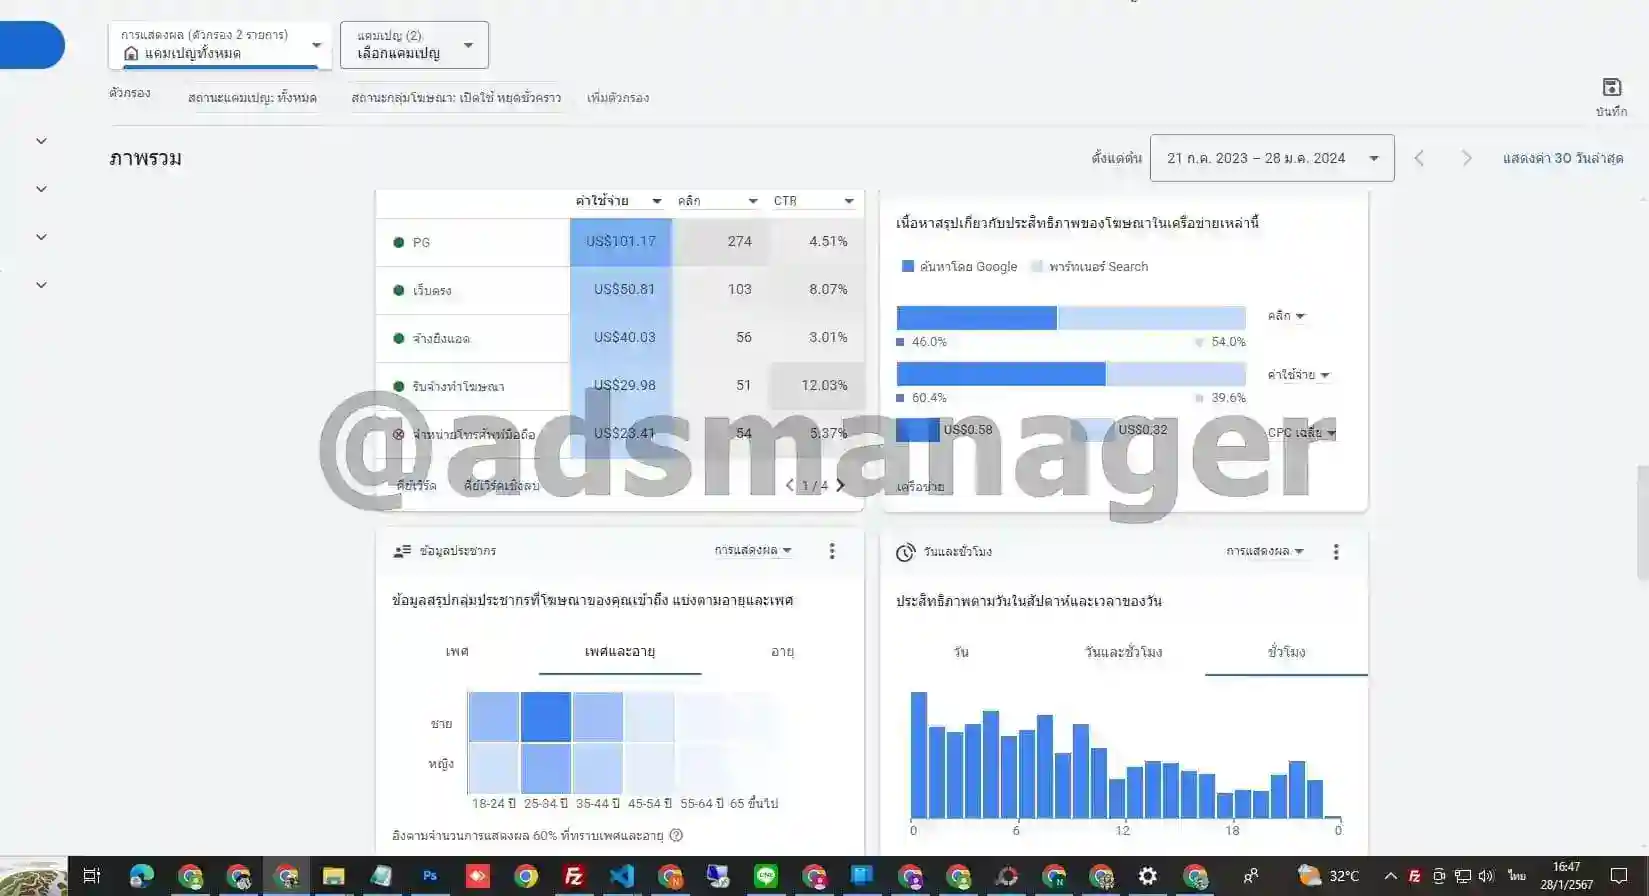 การแสดงผล (ตัวกรอง 2 รายการ)
แคมเปญทั้งหมด
แคมเปญ (2)
เลือกแคมเปญ
ตัวกรอง
สถานะแคมเปญ: ทั้งหมด
สถานะกลุ่มโฆษณา: เปิดใช้ หยุดชั่วคราว
เพิ่มตัวกรอง
บันทึก
ภาพรวม
ตั้งแต่ต้น
21 ก.ค. 2023 – 28 ม.ค. 2024
แสดงค่า 30 วันล่าสุด
ค่าใช้จ่าย คลิก CTR
PG US$101.17 274 4.51%
เว็บตรง US$50.81 103 8.07%
จ้างยิงแอด US$40.03 56 3.01%
รับจ้างทําโฆษณา US$29.98 51 12.03%
จําหน่ายโทรศัพท์มือถือ US$23.41 54 5.37%
คีย์เวิร์ด คีย์เวิร์ดเชิงลบ 1 / 4
เนื้อหาสรุปเกี่ยวกับประสิทธิภาพของโฆษณาในเครือข่ายเหล่านี้
ค้นหาโดย Google พาร์ทเนอร์ Search
คลิก
46.0% 54.0%
ค่าใช้จ่าย
60.4% 39.6%
US$0.58 US$0.32 CPC เฉลี่ย
เครือข่าย
@adsmanager
ข้อมูลประชากร การแสดงผล
ข้อมูลสรุปกลุ่มประชากรที่โฆษณาของคุณเข้าถึง แบ่งตามอายุและเพศ
เพศ เพศและอายุ อายุ
ชาย
หญิง
18-24 ปี 25-34 ปี 35-44 ปี 45-54 ปี 55-64 ปี 65 ขึ้นไป
อิงตามจํานวนการแสดงผล 60% ที่ทราบเพศและอายุ
วันและชั่วโมง การแสดงผล
ประสิทธิภาพตามวันในสัปดาห์และเวลาของวัน
วัน วันและชั่วโมง ชั่วโมง
0 6 12 18 0
Ps
LINE
32°C
ไทย
16:47
28/1/2567